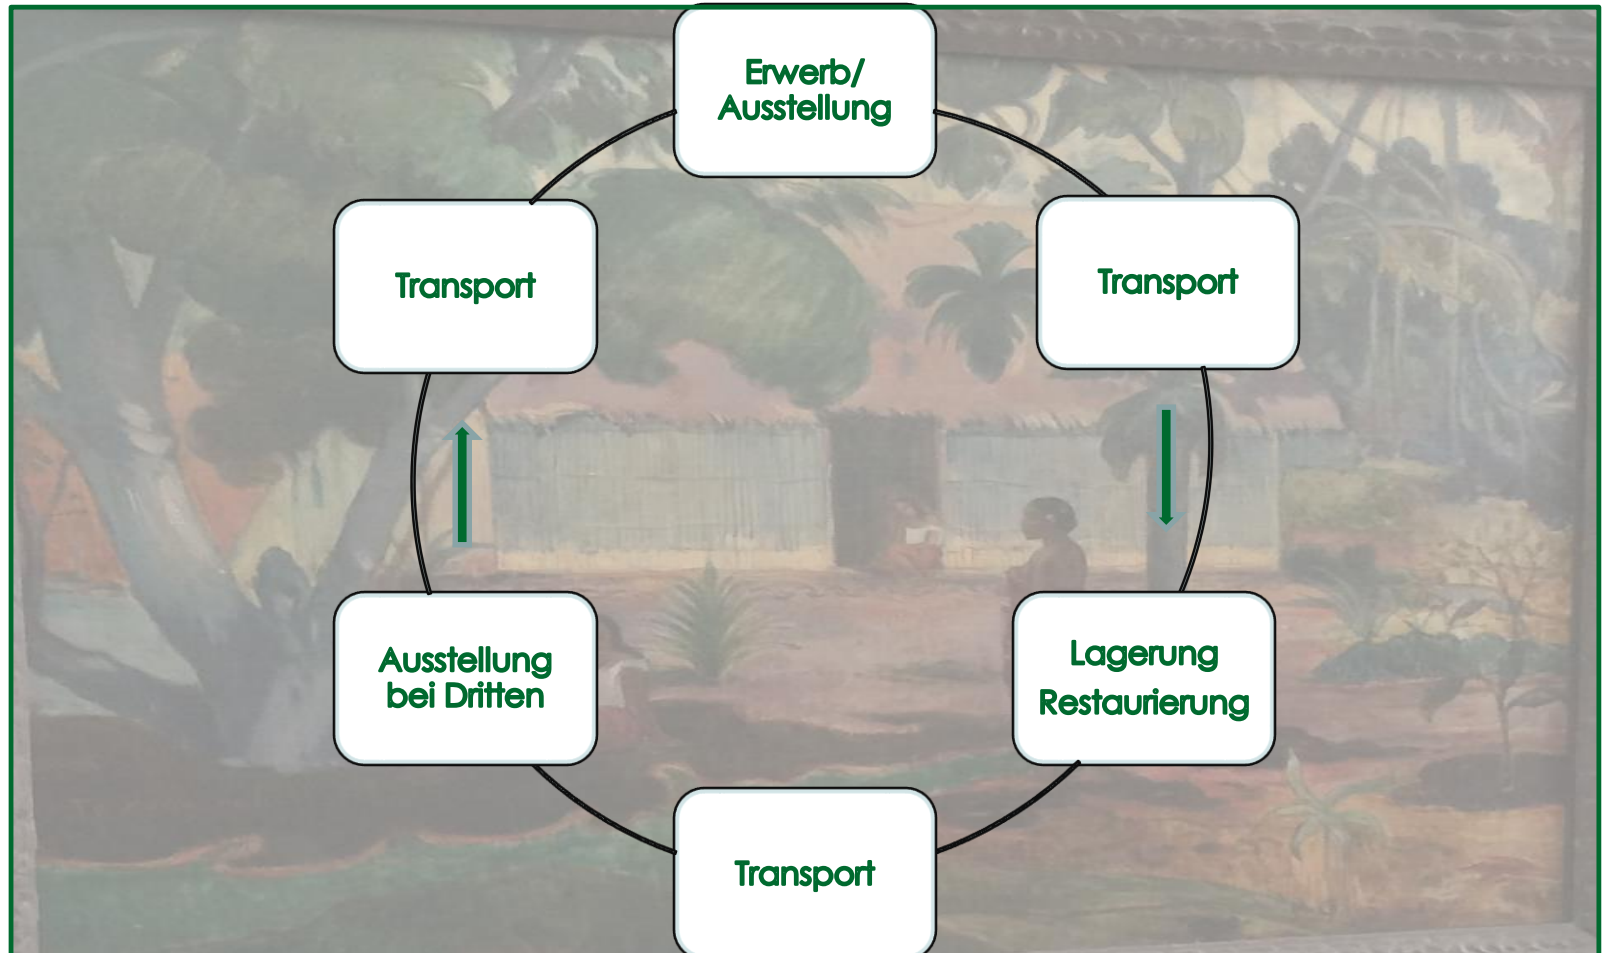 Erwerb/
Ausstellung
Transport
Transport
Ausstellung
bei Dritten
Lagerung
Restaurierung
Transport